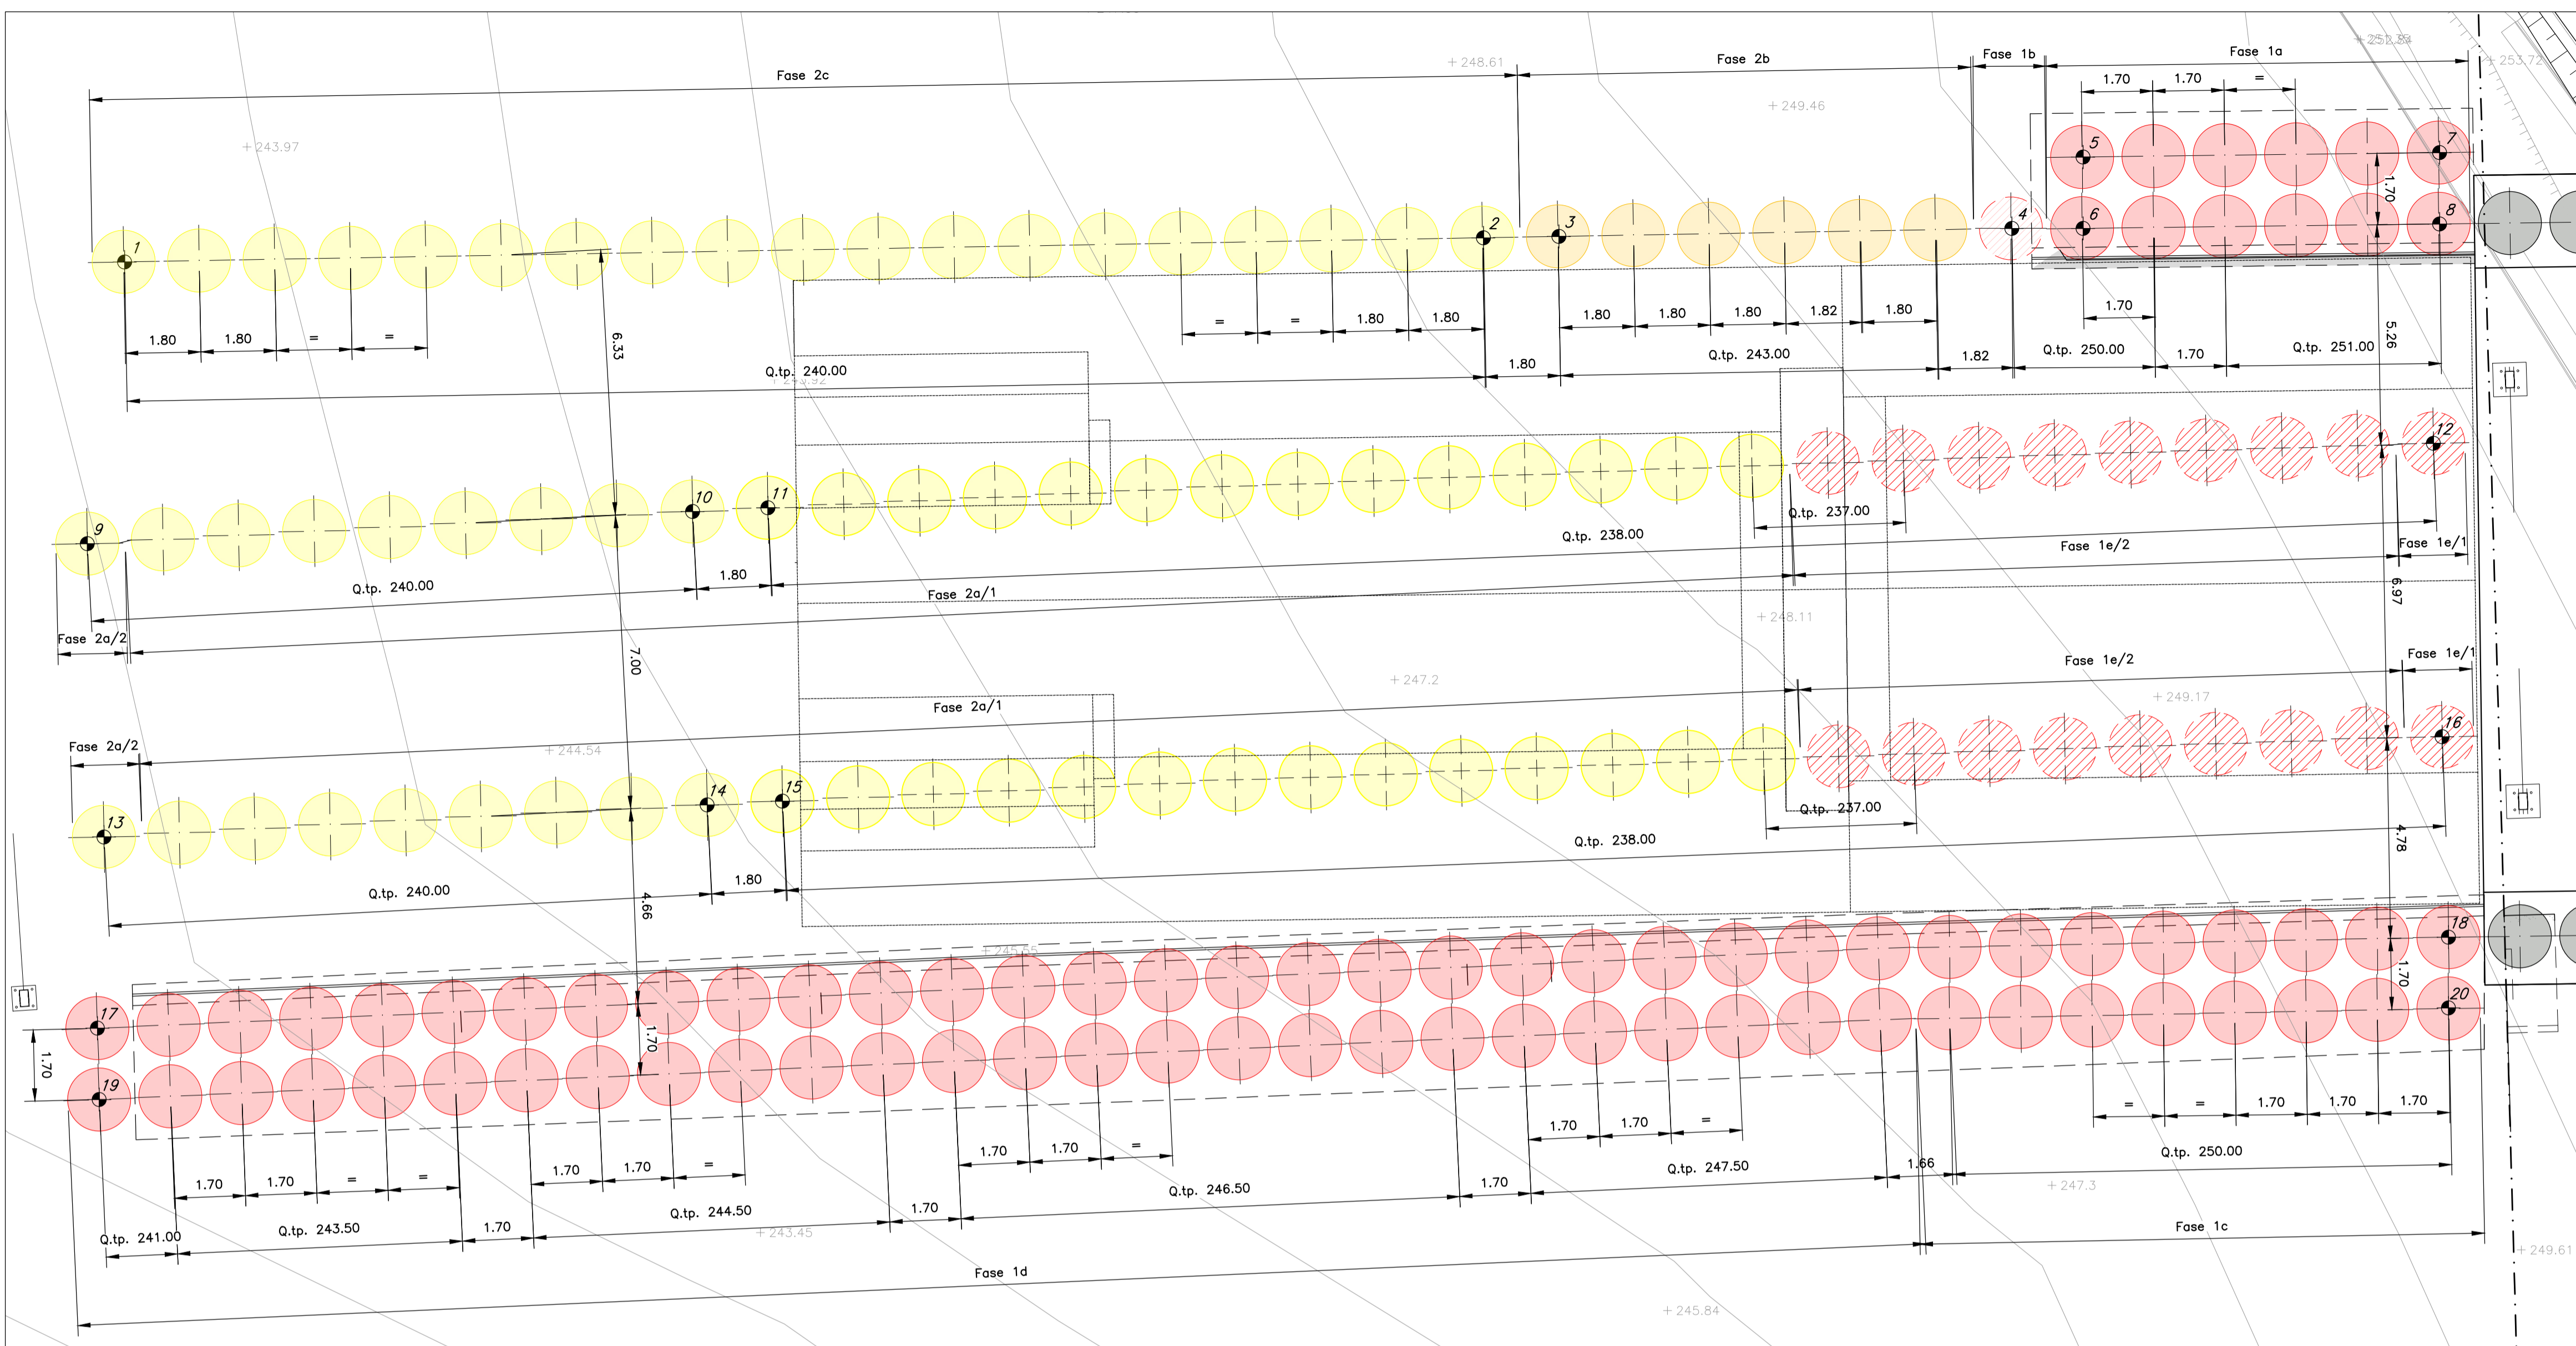 Fase 2c
Fase 2b
Fase 1b
Fase 1a
+248.61
+249.46
+253.72
+243.97
1.70 1.70 =
5 7
1.70
1 2 3 4 6 8
1.80 1.80 = =
6.33
= = 1.80 1.80
1.80 1.80 1.80 1.82 1.80
1.70
5.26
Q.tp. 240.00
1.80
Q.tp. 243.00
1.82
Q.tp. 250.00
1.70
Q.tp. 251.00
9 10 11 12
Q.tp. 237.00
Q.tp. 238.00
Q.tp. 240.00
1.80
Fase 2a/1
Fase 1e/2
Fase 1e/1
Fase 2a/2
6.97
+248.11
7.00
+247.2
Fase 1e/2
Fase 1e/1
+249.17
Fase 2a/1
Fase 2a/2
+244.54
13 14 15 16
Q.tp. 237.00
Q.tp. 238.00
4.78
Q.tp. 240.00
1.80
4.66
+245.55
17 18
1.70
1.70
1.70
19 20
1.70 1.70 = =
1.70 1.70 =
1.70 1.70 =
1.70 1.70 =
= = 1.70 1.70 1.70
Q.tp. 241.00
Q.tp. 243.50
1.70
Q.tp. 244.50
1.70
Q.tp. 246.50
1.70
Q.tp. 247.50
1.66
Q.tp. 250.00
+247.3
+243.45
Fase 1c
+249.61
Fase 1d
+245.84